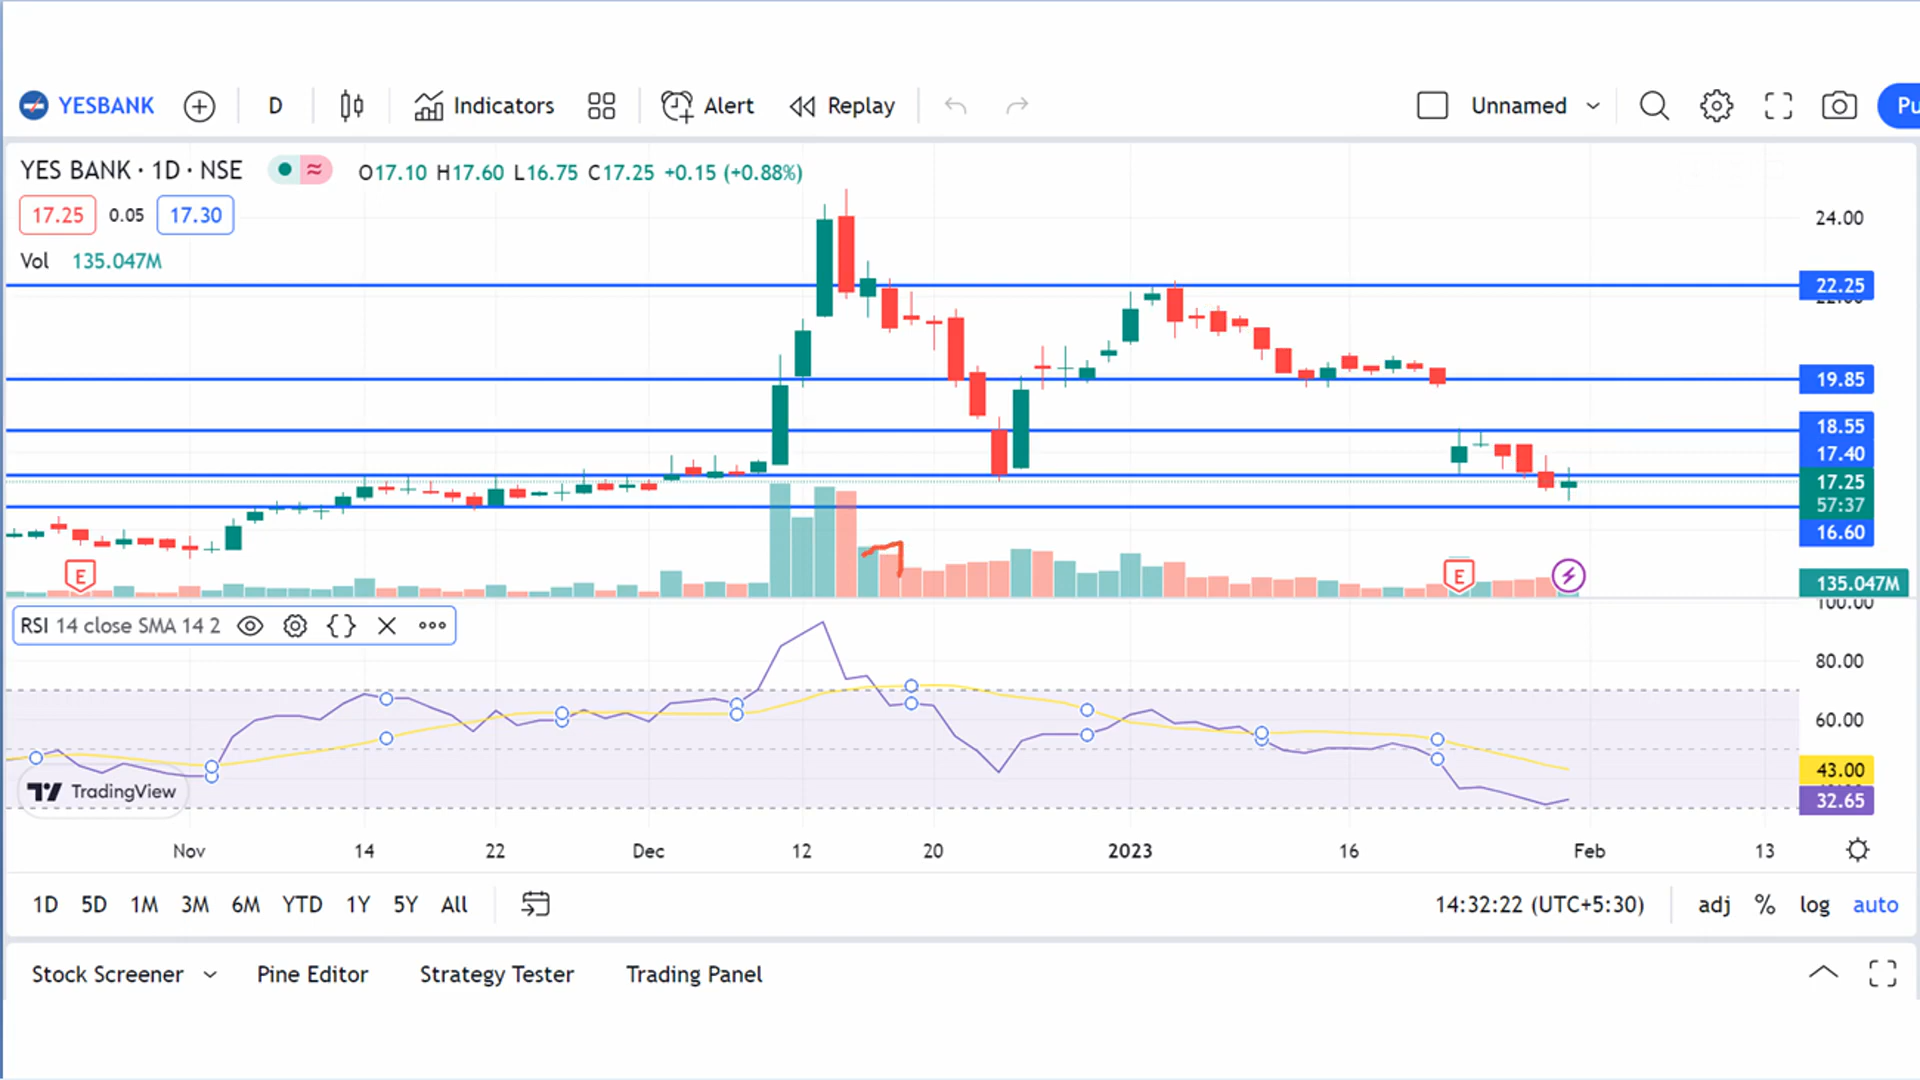 YESBANK D Indicators Alert Replay Unnamed Pu
YES BANK · 1D · NSE O17.10 H17.60 L16.75 C17.25 +0.15 (+0.88%)
17.25 0.05 17.30
Vol 135.047M
24.00
22.25
22.00
19.85
18.55
17.40
17.25
57:37
16.60
E E
135.047M
100.00
RSI 14 close SMA 14 2
80.00
60.00
43.00
32.65
TradingView
Nov 14 22 Dec 12 20 2023 16 Feb 13
1D 5D 1M 3M 6M YTD 1Y 5Y All 14:32:22 (UTC+5:30) adj % log auto
Stock Screener Pine Editor Strategy Tester Trading Panel